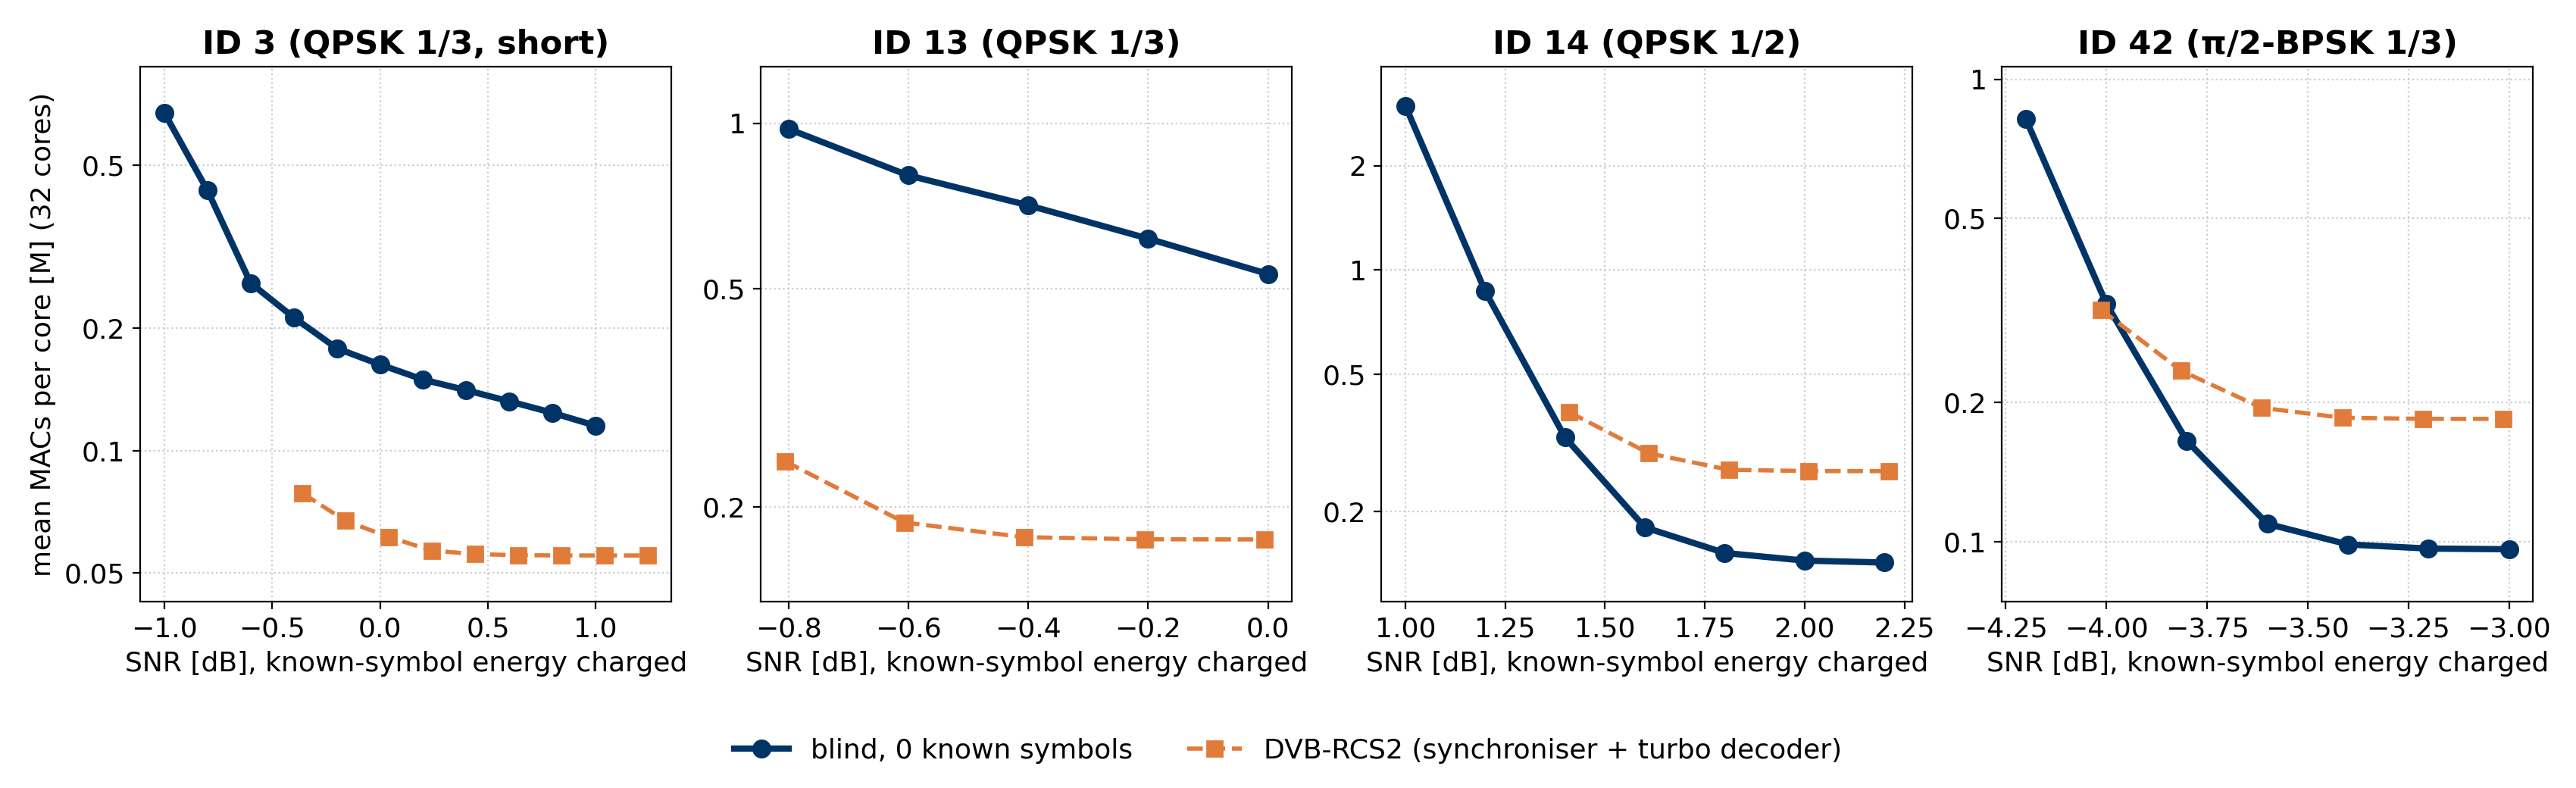 ID 3 (QPSK 1/3, short)
ID 13 (QPSK 1/3)
ID 14 (QPSK 1/2)
ID 42 (π/2-BPSK 1/3)
mean MACs per core [M] (32 cores)
0.5
0.2
0.1
0.05
−1.0 −0.5 0.0 0.5 1.0
SNR [dB], known-symbol energy charged
1
0.5
0.2
−0.8 −0.6 −0.4 −0.2 0.0
SNR [dB], known-symbol energy charged
2
1
0.5
0.2
1.00 1.25 1.50 1.75 2.00 2.25
SNR [dB], known-symbol energy charged
1
0.5
0.2
0.1
−4.25 −4.00 −3.75 −3.50 −3.25 −3.00
SNR [dB], known-symbol energy charged
blind, 0 known symbols
DVB-RCS2 (synchroniser + turbo decoder)